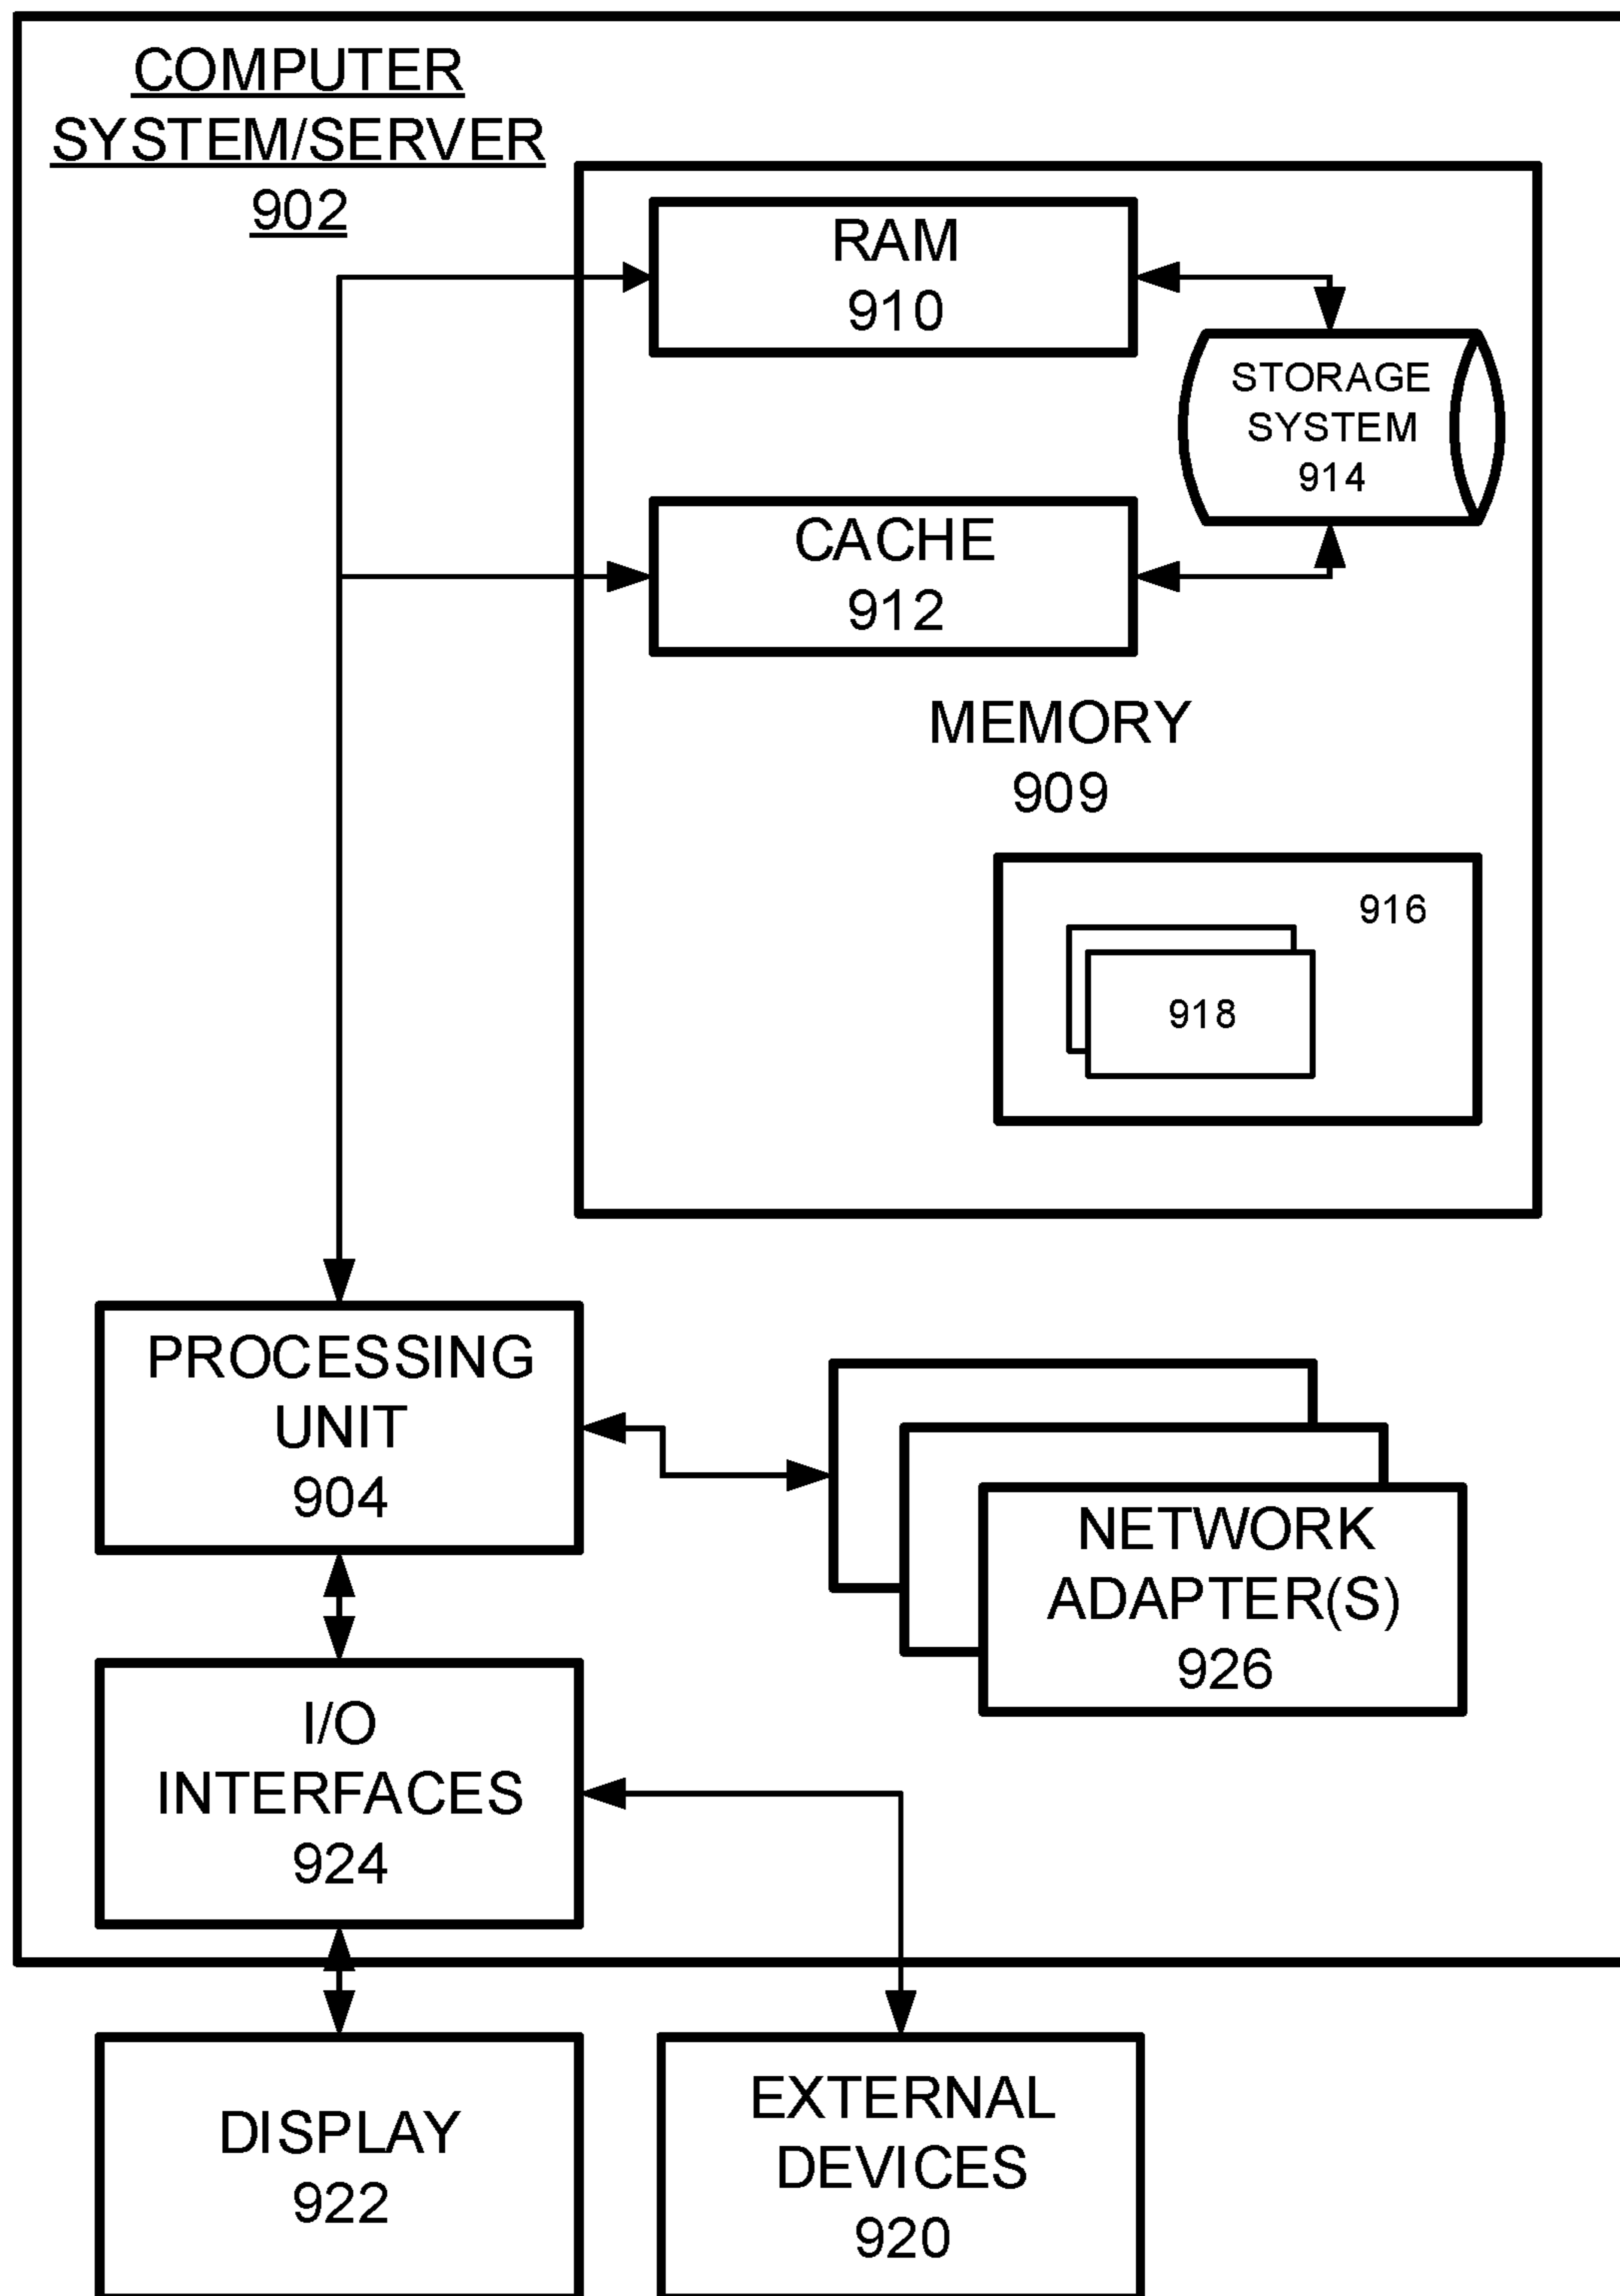 COMPUTER
SYSTEM/SERVER
902
RAM
910
STORAGE
SYSTEM
914
CACHE
912
MEMORY
909
916
918
PROCESSING
UNIT
904
NETWORK
ADAPTER(S)
926
I/O
INTERFACES
924
DISPLAY
922
EXTERNAL
DEVICES
920